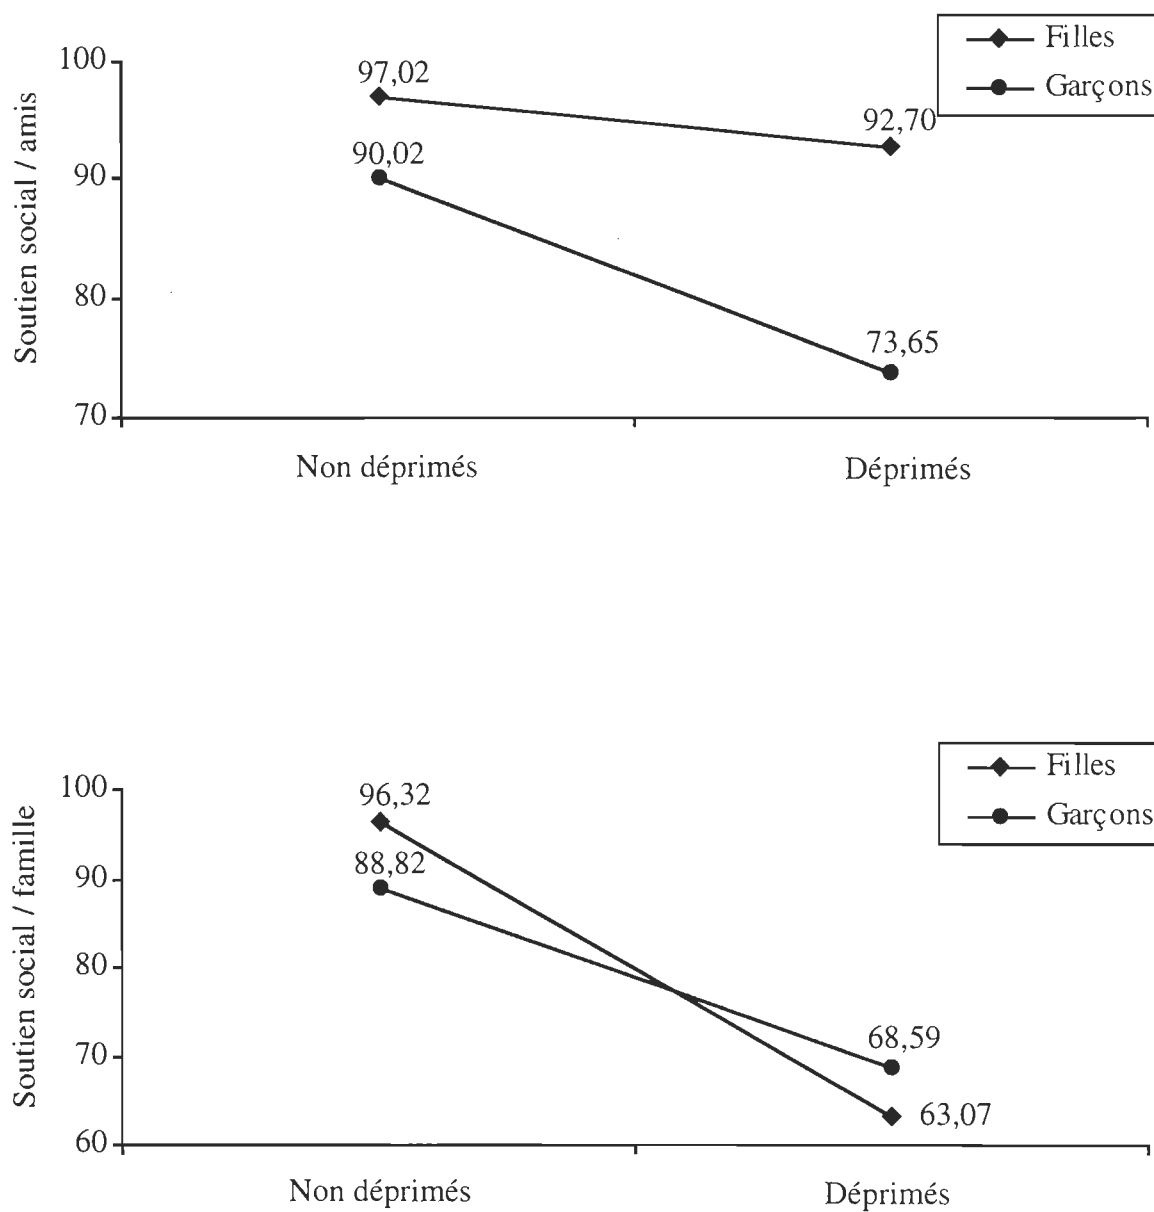 Filles
Garçons
Soutien social / amis
100
90
80
70
97,02
90,02
92,70
73,65
Non déprimés
Déprimés
Filles
Garçons
Soutien social / famille
100
90
80
70
60
96,32
88,82
68,59
63,07
Non déprimés
Déprimés